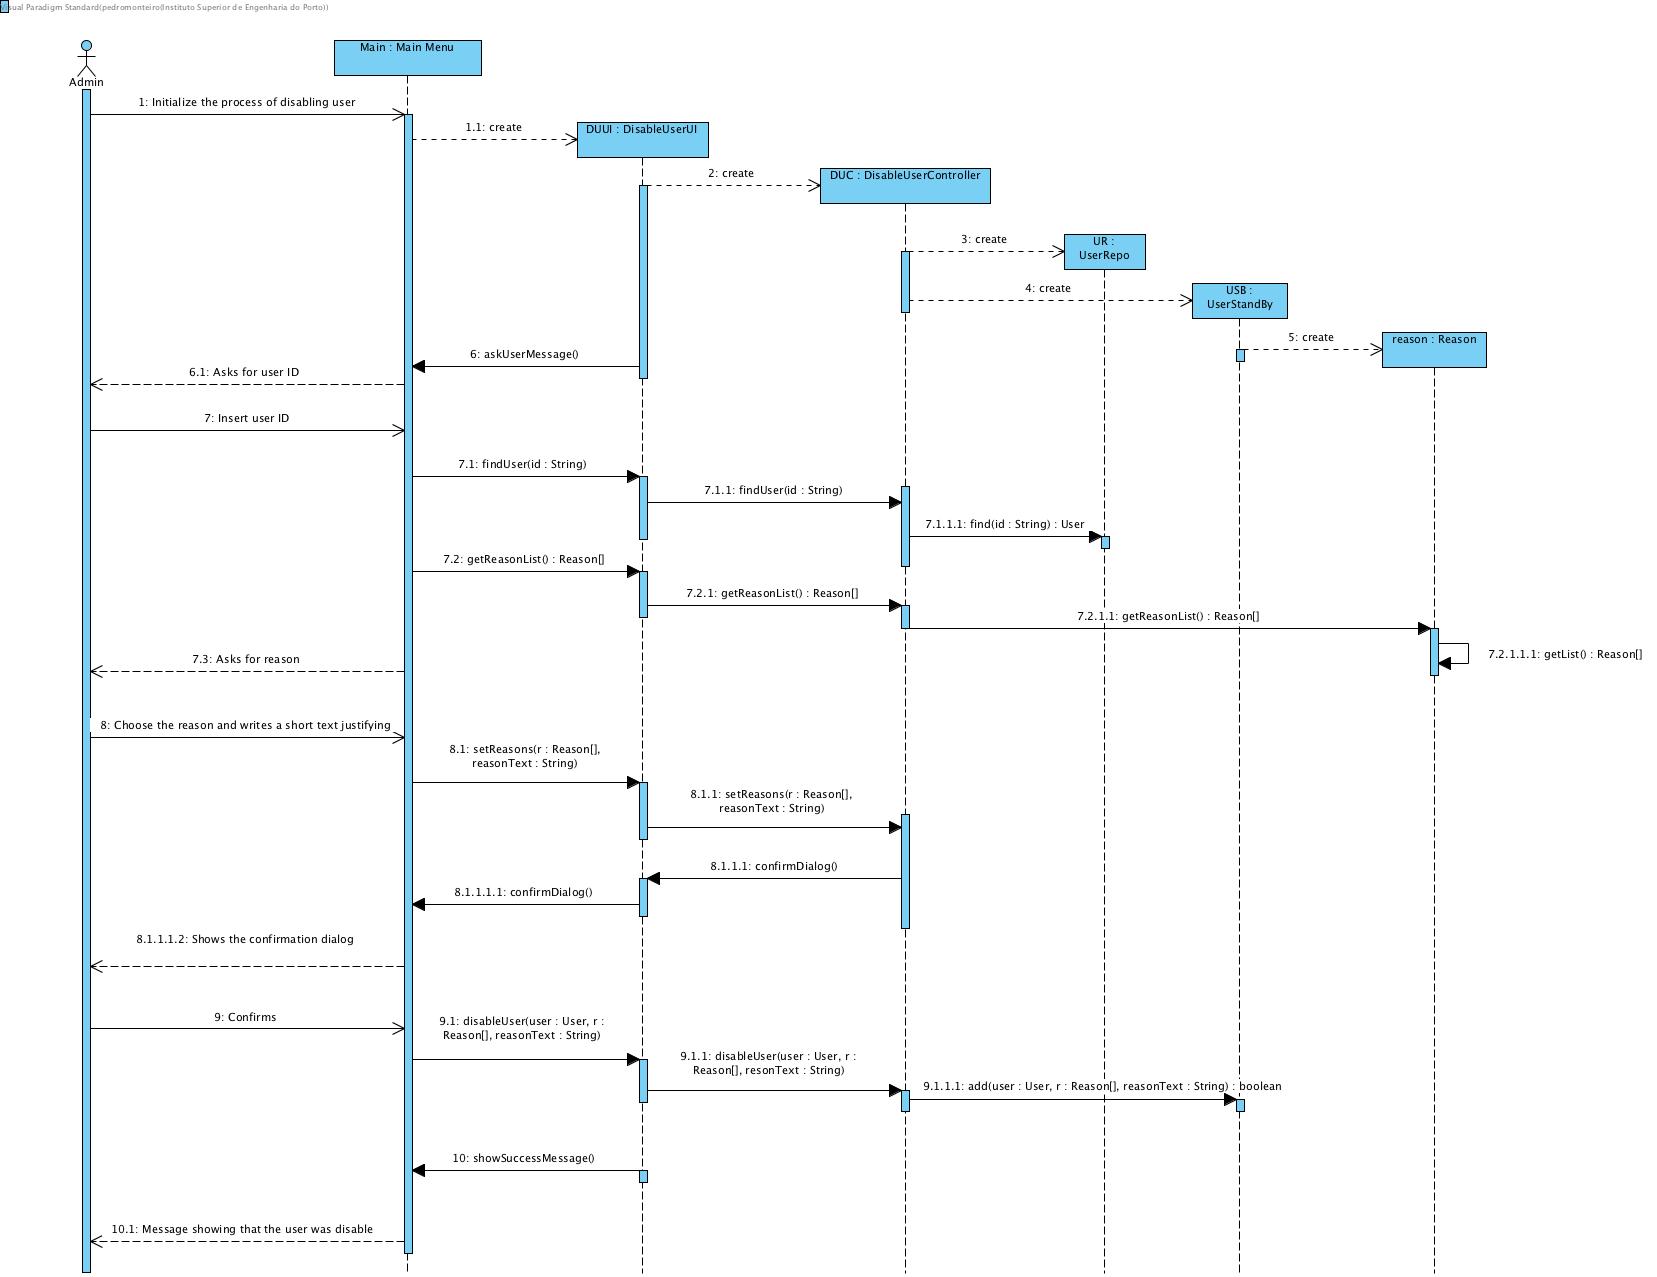 Visual Paradigm Standard(pedromonteiro(Instituto Superior de Engenharia do Porto))
Main : Main Menu
Admin
1: Initialize the process of disabling user
1.1: create
DUUI : DisableUserUI
2: create
DUC : DisableUserController
3: create
UR :
UserRepo
4: create
USB :
UserStandBy
5: create
reason : Reason
6: askUserMessage()
6.1: Asks for user ID
7: Insert user ID
7.1: findUser(id : String)
7.1.1: findUser(id : String)
7.1.1.1: find(id : String) : User
7.2: getReasonList() : Reason[]
7.2.1: getReasonList() : Reason[]
7.2.1.1: getReasonList() : Reason[]
7.2.1.1.1: getList() : Reason[]
7.3: Asks for reason
8: Choose the reason and writes a short text justifying
8.1: setReasons(r : Reason[],
reasonText : String)
8.1.1: setReasons(r : Reason[],
reasonText : String)
8.1.1.1: confirmDialog()
8.1.1.1.1: confirmDialog()
8.1.1.1.2: Shows the confirmation dialog
9: Confirms
9.1: disableUser(user : User, r :
Reason[], reasonText : String)
9.1.1: disableUser(user : User, r :
Reason[], resonText : String)
9.1.1.1: add(user : User, r : Reason[], reasonText : String) : boolean
10: showSuccessMessage()
10.1: Message showing that the user was disable